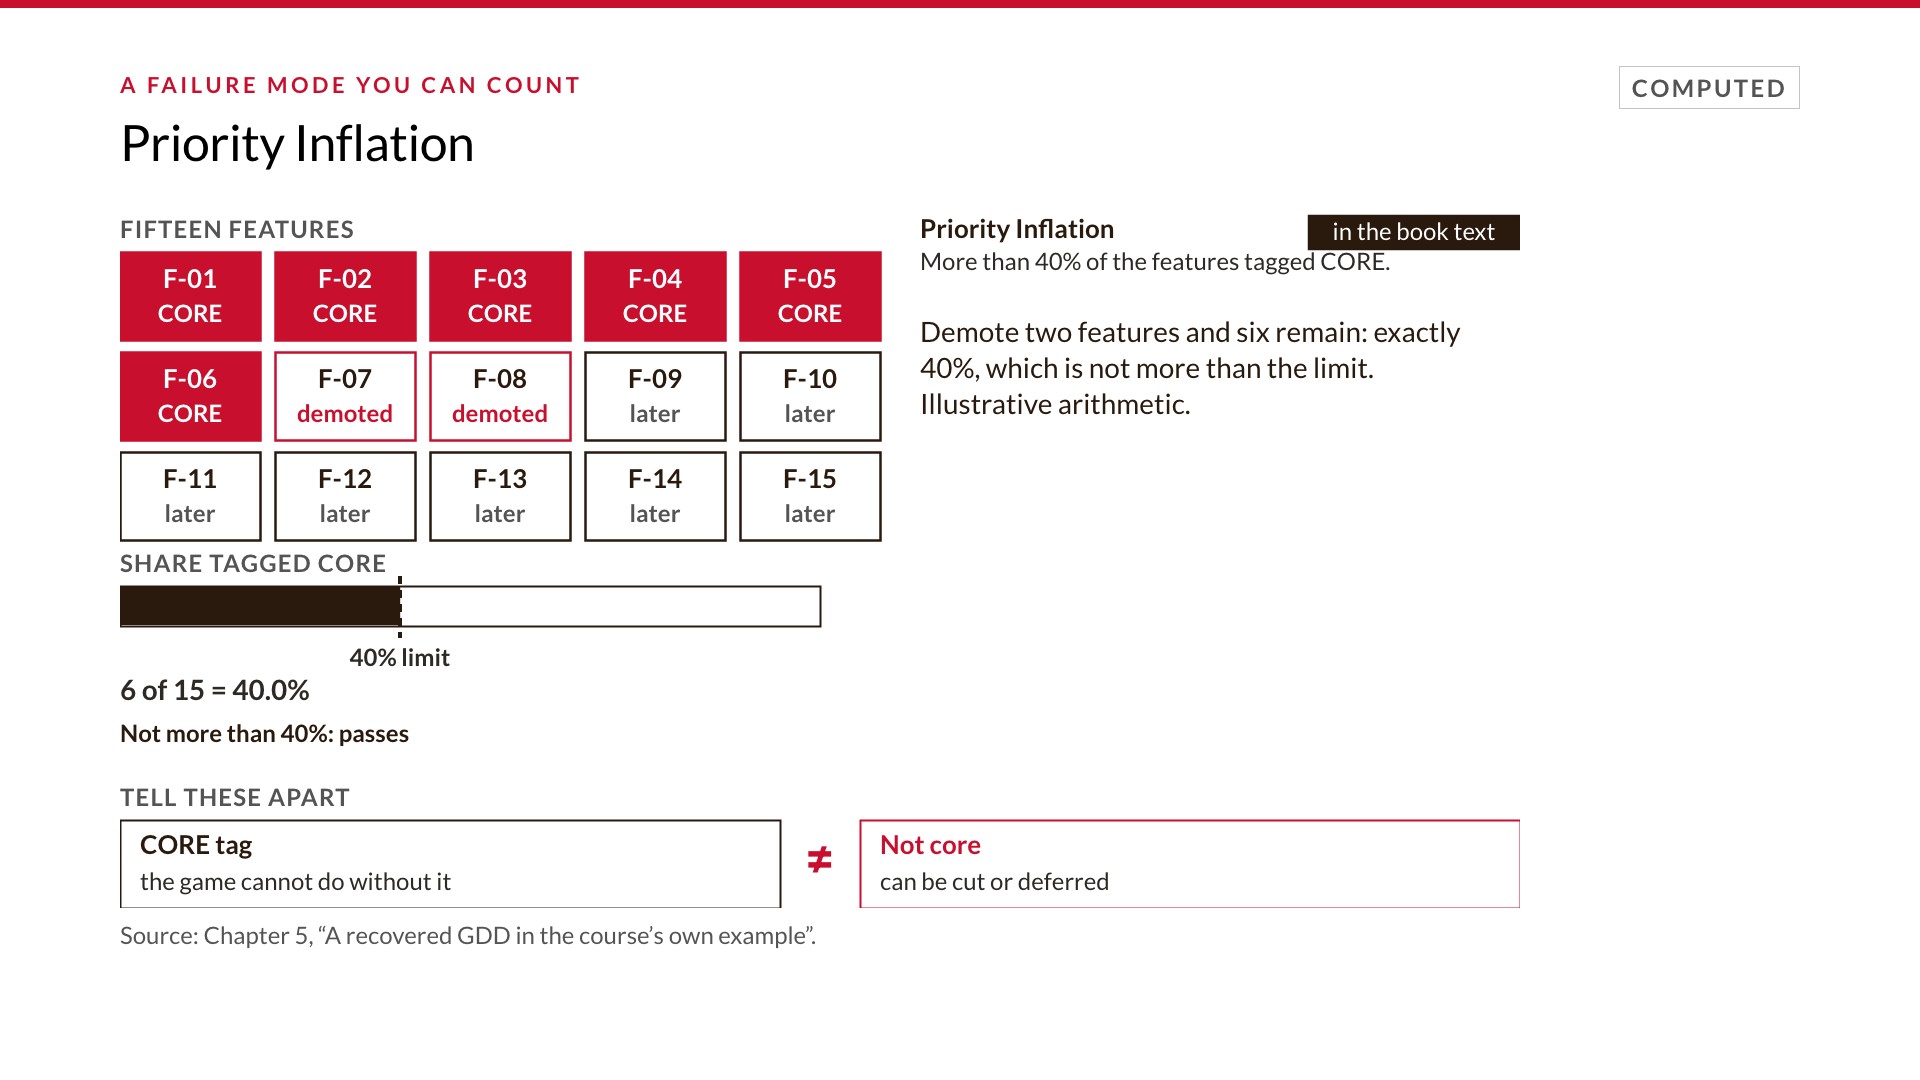 A FAILURE MODE YOU CAN COUNT
COMPUTED
Priority Inflation
FIFTEEN FEATURES
F-01 F-02 F-03 F-04 F-05
CORE CORE CORE CORE CORE
F-06 F-07 F-08 F-09 F-10
CORE demoted demoted later later
F-11 F-12 F-13 F-14 F-15
later later later later later
SHARE TAGGED CORE
40% limit
6 of 15 = 40.0%
Not more than 40%: passes
Priority Inflation
in the book text
More than 40% of the features tagged CORE.
Demote two features and six remain: exactly
40%, which is not more than the limit.
Illustrative arithmetic.
TELL THESE APART
CORE tag
the game cannot do without it
≠
Not core
can be cut or deferred
Source: Chapter 5, “A recovered GDD in the course’s own example”.